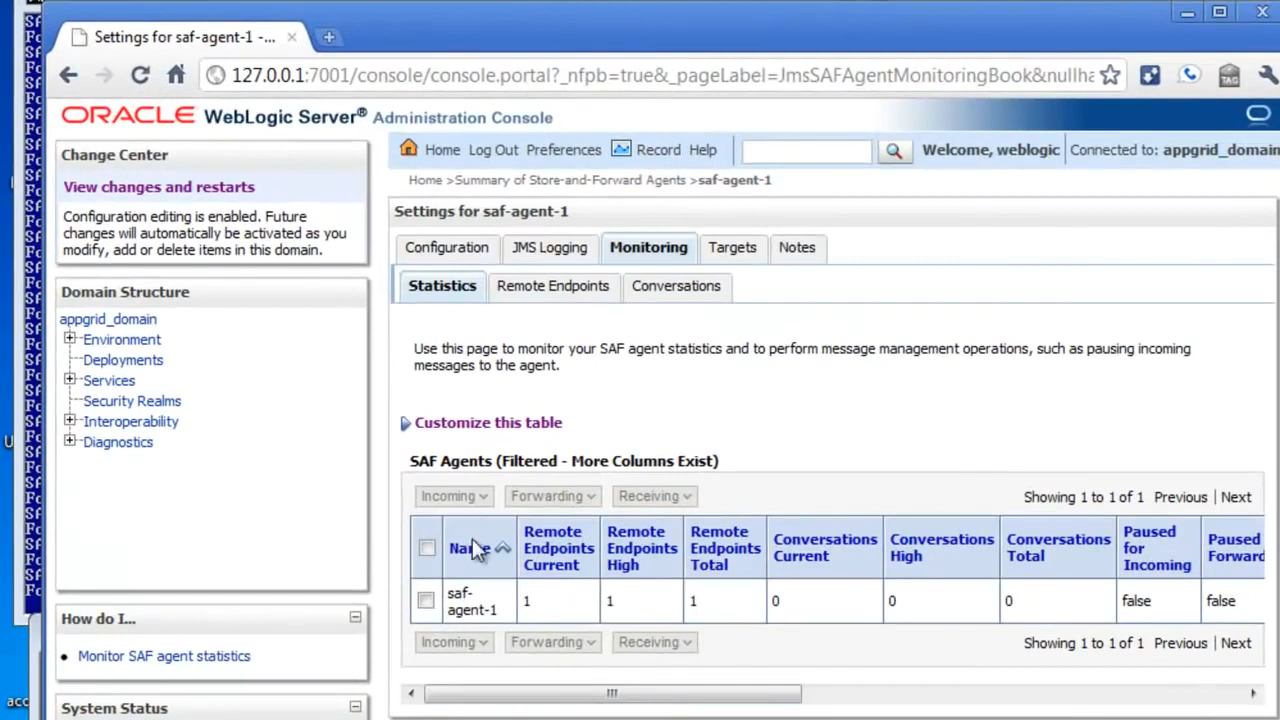 Settings for saf-agent-1 -...
127.0.0.1:7001/console/console.portal?_nfpb=true&_pageLabel=JmsSAFAgentMonitoringBook&nullha
TAG
ORACLE WebLogic Server® Administration Console
Change Center
View changes and restarts
Configuration editing is enabled. Future
changes will automatically be activated as you
modify, add or delete items in this domain.
Domain Structure
appgrid_domain
Environment
Deployments
Services
Security Realms
Interoperability
Diagnostics
How do I...
Monitor SAF agent statistics
System Status
Home Log Out Preferences Record Help
Welcome, weblogic Connected to: appgrid_domain
Home >Summary of Store-and-Forward Agents >saf-agent-1
Settings for saf-agent-1
Configuration JMS Logging Monitoring Targets Notes
Statistics Remote Endpoints Conversations
Use this page to monitor your SAF agent statistics and to perform message management operations, such as pausing incoming
messages to the agent.
Customize this table
SAF Agents (Filtered - More Columns Exist)
Incoming Forwarding Receiving Showing 1 to 1 of 1 Previous | Next
Name
Remote Endpoints Current
Remote Endpoints High
Remote Endpoints Total
Conversations Current
Conversations High
Conversations Total
Paused for Incoming
Paused Forward
saf-agent-1 1 1 1 0 0 0 false false
Incoming Forwarding Receiving Showing 1 to 1 of 1 Previous | Next